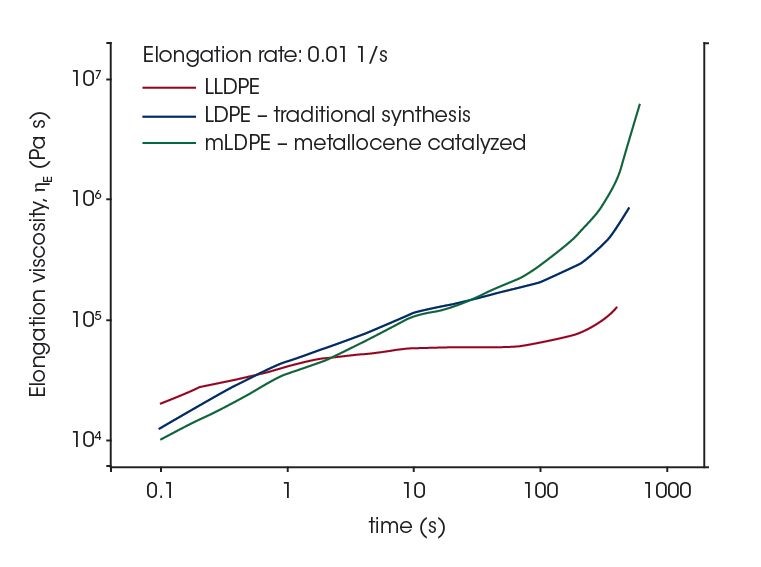 Elongation rate: 0.01 1/s
LLDPE
LDPE – traditional synthesis
mLDPE – metallocene catalyzed
Elongation viscosity, η_E (Pa s)
10⁷
10⁶
10⁵
10⁴
0.1 1 10 100 1000
time (s)